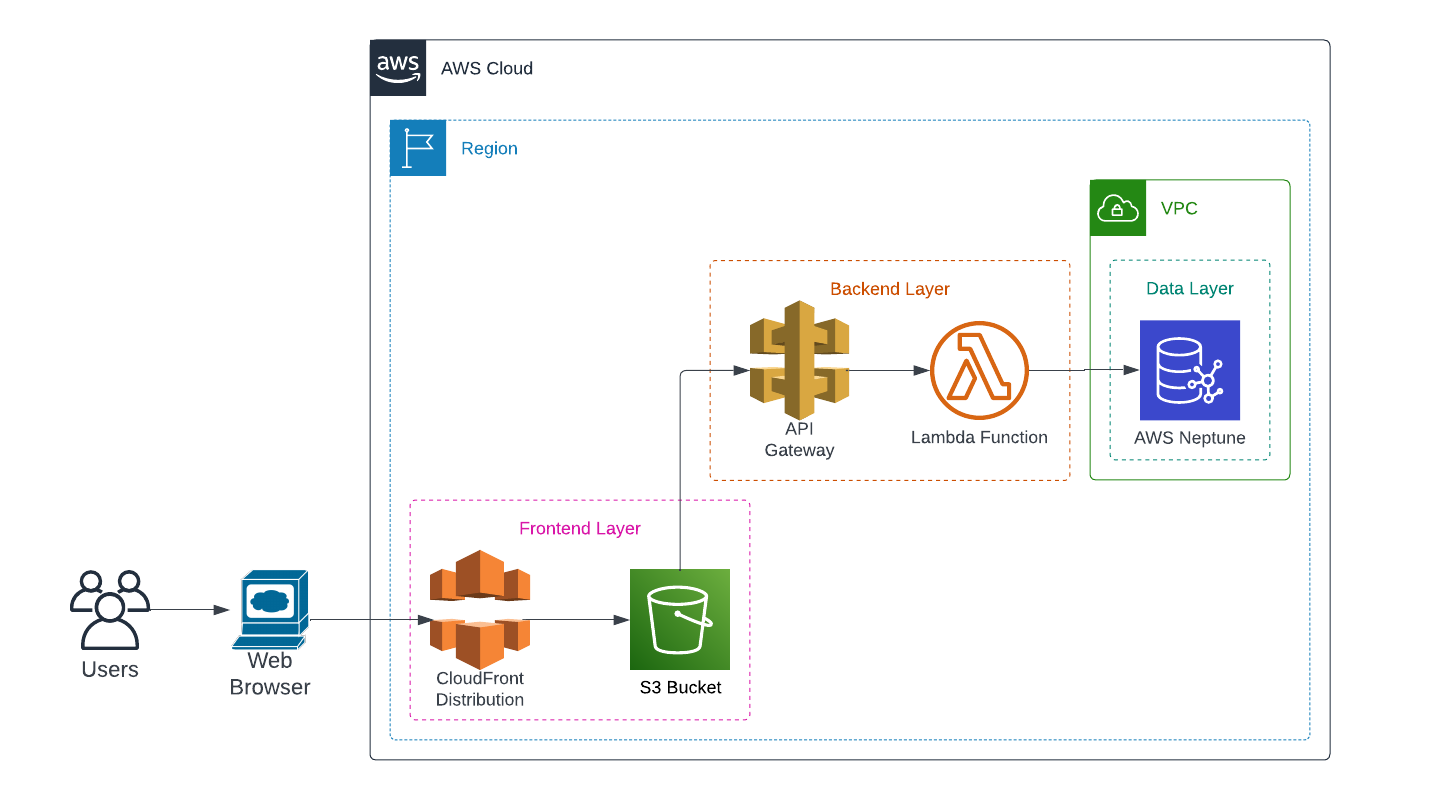 aws
AWS Cloud
Region
VPC
Backend Layer
Data Layer
API
Gateway
Lambda Function
AWS Neptune
Frontend Layer
Users
Web
Browser
CloudFront
Distribution
S3 Bucket